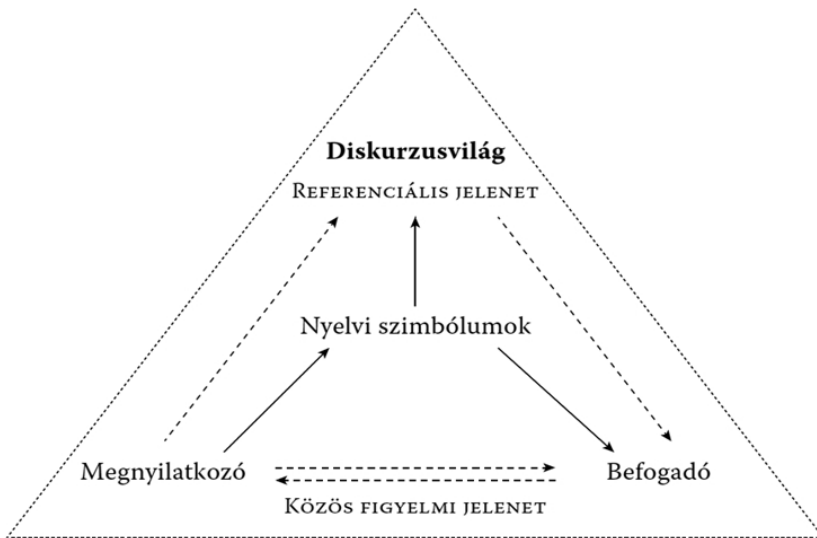 Diskurzusvilág
Referenciális jelenet
Nyelvi szimbólumok
Megnyilatkozó
Befogadó
Közös figyelmi jelenet